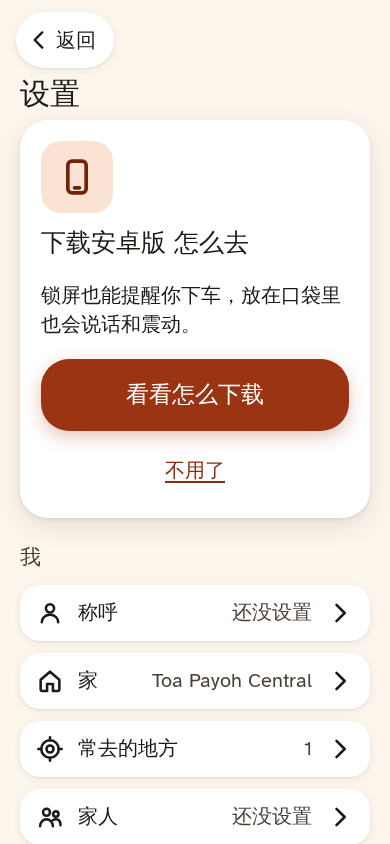 返回
设置
下载安卓版 怎么去
锁屏也能提醒你下车，放在口袋里
也会说话和震动。
看看怎么下载
不用了
我
称呼 还没设置
家 Toa Payoh Central
常去的地方 1
家人 还没设置